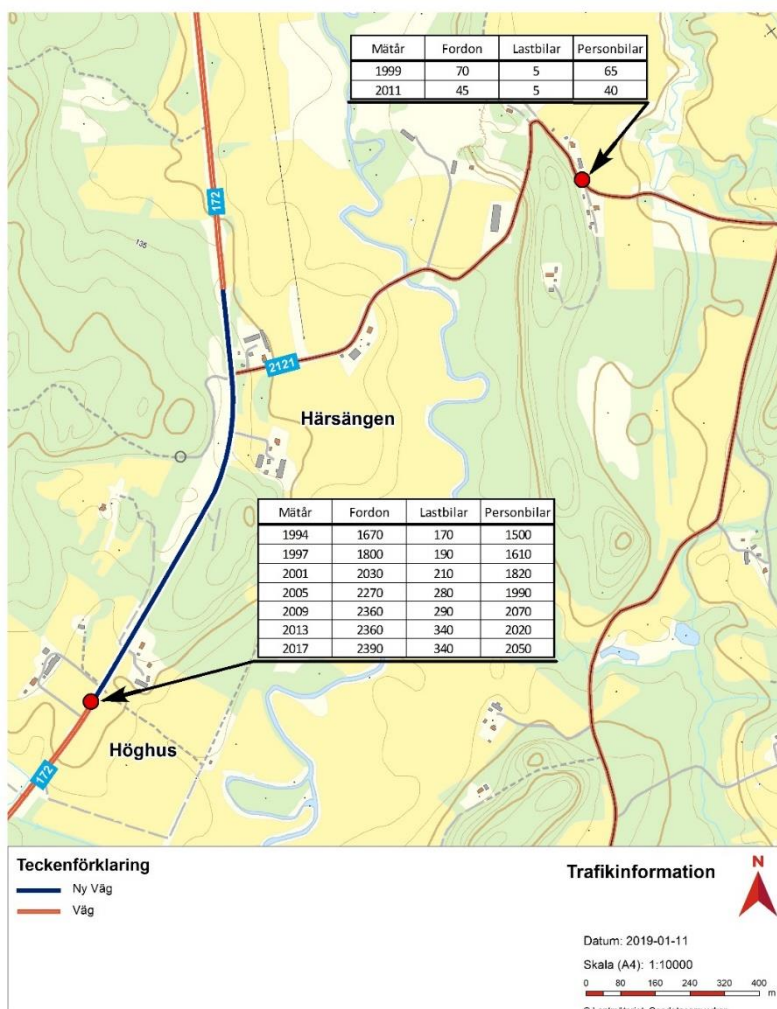 Mätår Fordon Lastbilar Personbilar
1999 70 5 65
2011 45 5 40
172
135
2121
Härsängen
Mätår Fordon Lastbilar Personbilar
1994 1670 170 1500
1997 1800 190 1610
2001 2030 210 1820
2005 2270 280 1990
2009 2360 290 2070
2013 2360 340 2020
2017 2390 340 2050
Höghus
172
Teckenförklaring
Ny Väg
Väg
Trafikinformation
N
Datum: 2019-01-11
Skala (A4): 1:10000
0 80 160 240 320 400
m